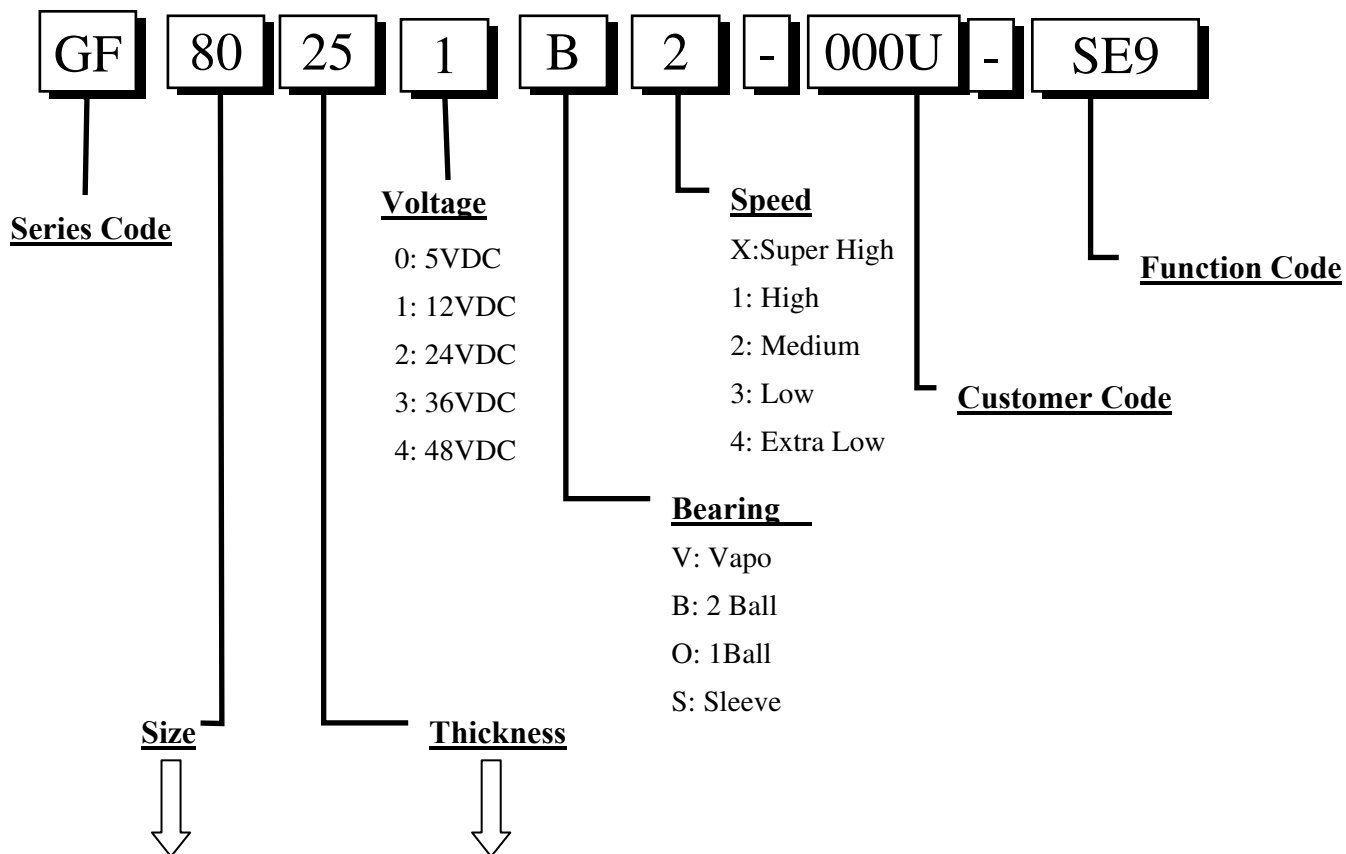 GF 80 25 1 B 2 - 000U - SE9
Series Code
Voltage
0: 5VDC
1: 12VDC
2: 24VDC
3: 36VDC
4: 48VDC
Speed
X:Super High
1: High
2: Medium
3: Low
4: Extra Low
Function Code
Customer Code
Bearing
V: Vapo
B: 2 Ball
O: 1Ball
S: Sleeve
Size
Thickness